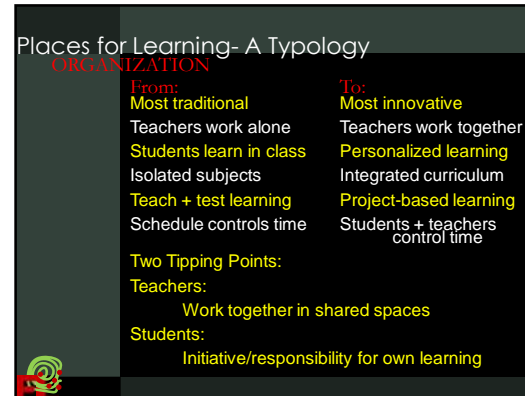 Places for Learning- A Typology
ORGANIZATION
From: To:
Most traditional Most innovative
Teachers work alone Teachers work together
Students learn in class Personalized learning
Isolated subjects Integrated curriculum
Teach + test learning Project-based learning
Schedule controls time Students + teachers
control time
Two Tipping Points:
Teachers:
Work together in shared spaces
Students:
Initiative/responsibility for own learning